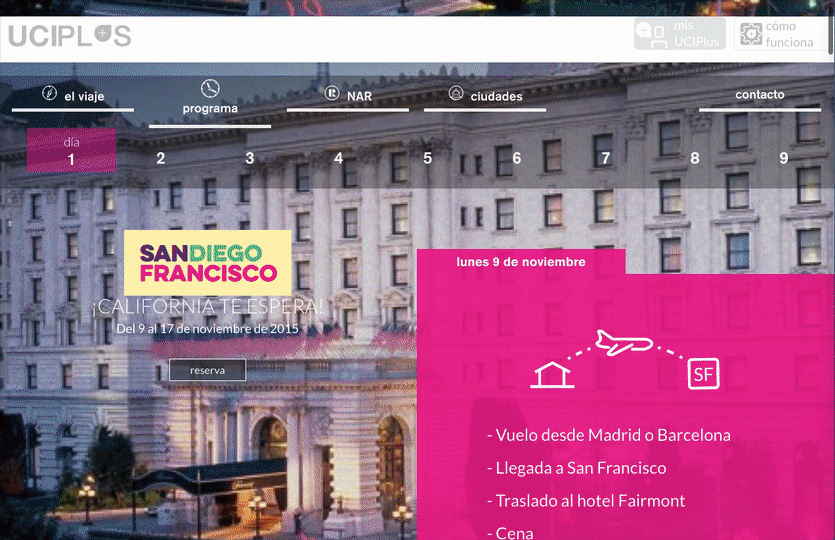 UCIPLUS
mis
UCIPlus
cómo
funciona
el viaje
programa
NAR
ciudades
contacto
día
1 2 3 4 5 6 7 8 9
SANDIEGO
FRANCISCO
¡CALIFORNIA TE ESPERA!
Del 9 al 17 de noviembre de 2015
reserva
lunes 9 de noviembre
SF
- Vuelo desde Madrid o Barcelona
- Llegada a San Francisco
- Traslado al hotel Fairmont
- Cena